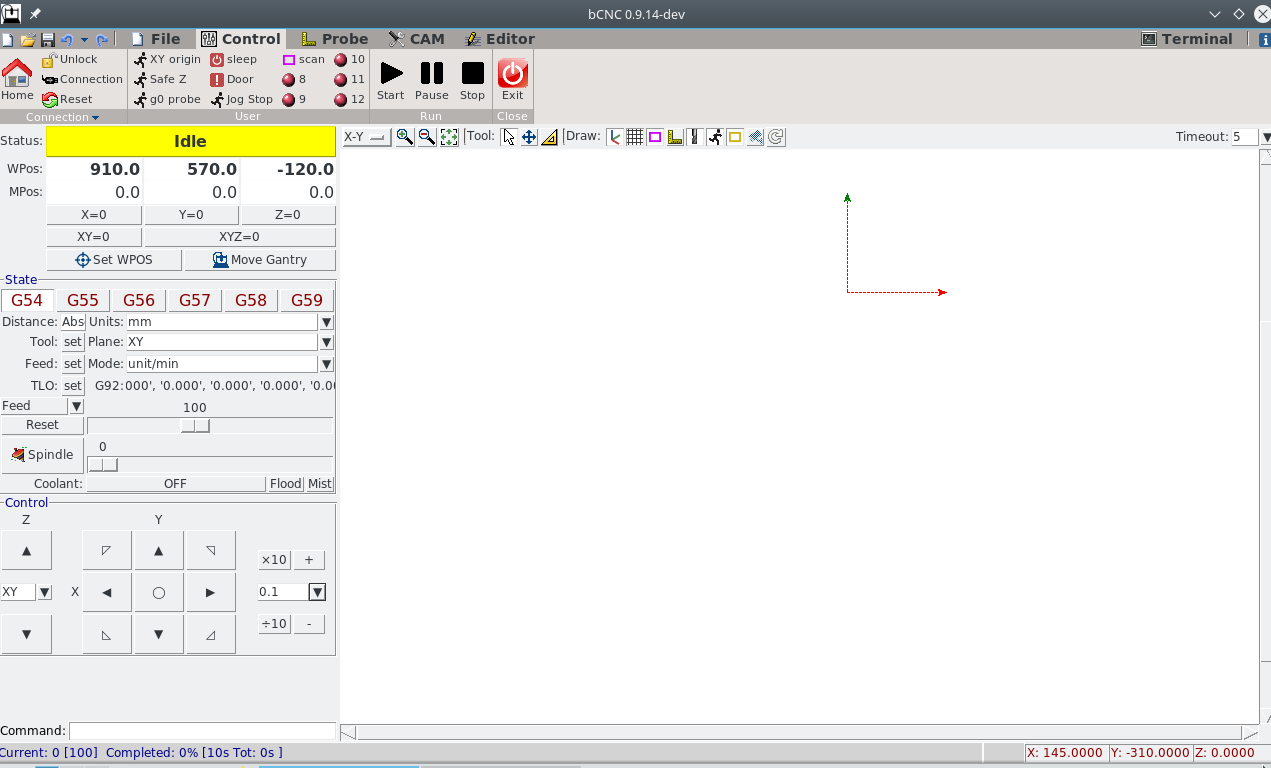 bCNC 0.9.14-dev
File Control Probe CAM Editor Terminal
Home Unlock Connection Reset
Connection
XY origin sleep scan 10
Safe Z Door 8 11
g0 probe Jog Stop 9 12
User
Start Pause Stop
Run
Exit
Close
Status: Idle
WPos: 910.0 570.0 -120.0
MPos: 0.0 0.0 0.0
X=0 Y=0 Z=0
XY=0 XYZ=0
Set WPOS Move Gantry
State
G54 G55 G56 G57 G58 G59
Distance: Abs Units: mm
Tool: set Plane: XY
Feed: set Mode: unit/min
TLO: set G92:000', '0.000', '0.000', '0.000', '0.00
Feed 100
Reset
Spindle 0
Coolant: OFF Flood Mist
Control
Z Y
×10 +
XY X 0.1
÷10 -
Command:
X-Y Tool: Draw: Timeout: 5
Current: 0 [100] Completed: 0% [10s Tot: 0s ]
X: 145.0000 Y: -310.0000 Z: 0.0000